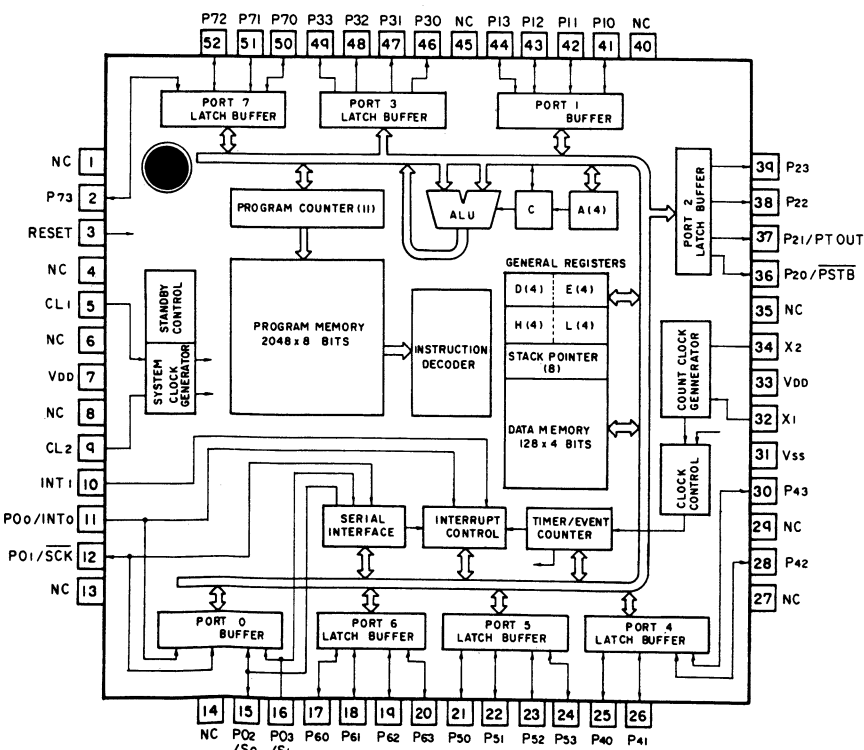 P72 P71 P70 P33 P32 P31 P30 NC P13 P12 P11 P10 NC
52 51 50 49 48 47 46 45 44 43 42 41 40
PORT 7
LATCH BUFFER
PORT 3
LATCH BUFFER
PORT 1
BUFFER
NC 1
P73 2
RESET 3
NC 4
CL1 5
NC 6
VDD 7
NC 8
CL2 9
INT1 10
P00/INT0 11
P01/SCK 12
NC 13
PROGRAM COUNTER (11)
ALU
C
A(4)
PORT 2
LATCH BUFFER
STANDBY
CONTROL
SYSTEM
CLOCK
GENERATOR
PROGRAM MEMORY
2048 x 8 BITS
INSTRUCTION
DECODER
GENERAL REGISTERS
D(4) E(4)
H(4) L(4)
STACK POINTER
(8)
DATA MEMORY
128 x 4 BITS
COUNT CLOCK
GENNERATOR
CLOCK
CONTROL
SERIAL
INTERFACE
INTERRUPT
CONTROL
TIMER/EVENT
COUNTER
39 P23
38 P22
37 P21/PTOUT
36 P20/PSTB
35 NC
34 X2
33 VDD
32 X1
31 VSS
30 P43
29 NC
28 P42
27 NC
PORT 0
BUFFER
PORT 6
LATCH BUFFER
PORT 5
LATCH BUFFER
PORT 4
LATCH BUFFER
14 15 16 17 18 19 20 21 22 23 24 25 26
NC P02 P03 P60 P61 P62 P63 P50 P51 P52 P53 P40 P41